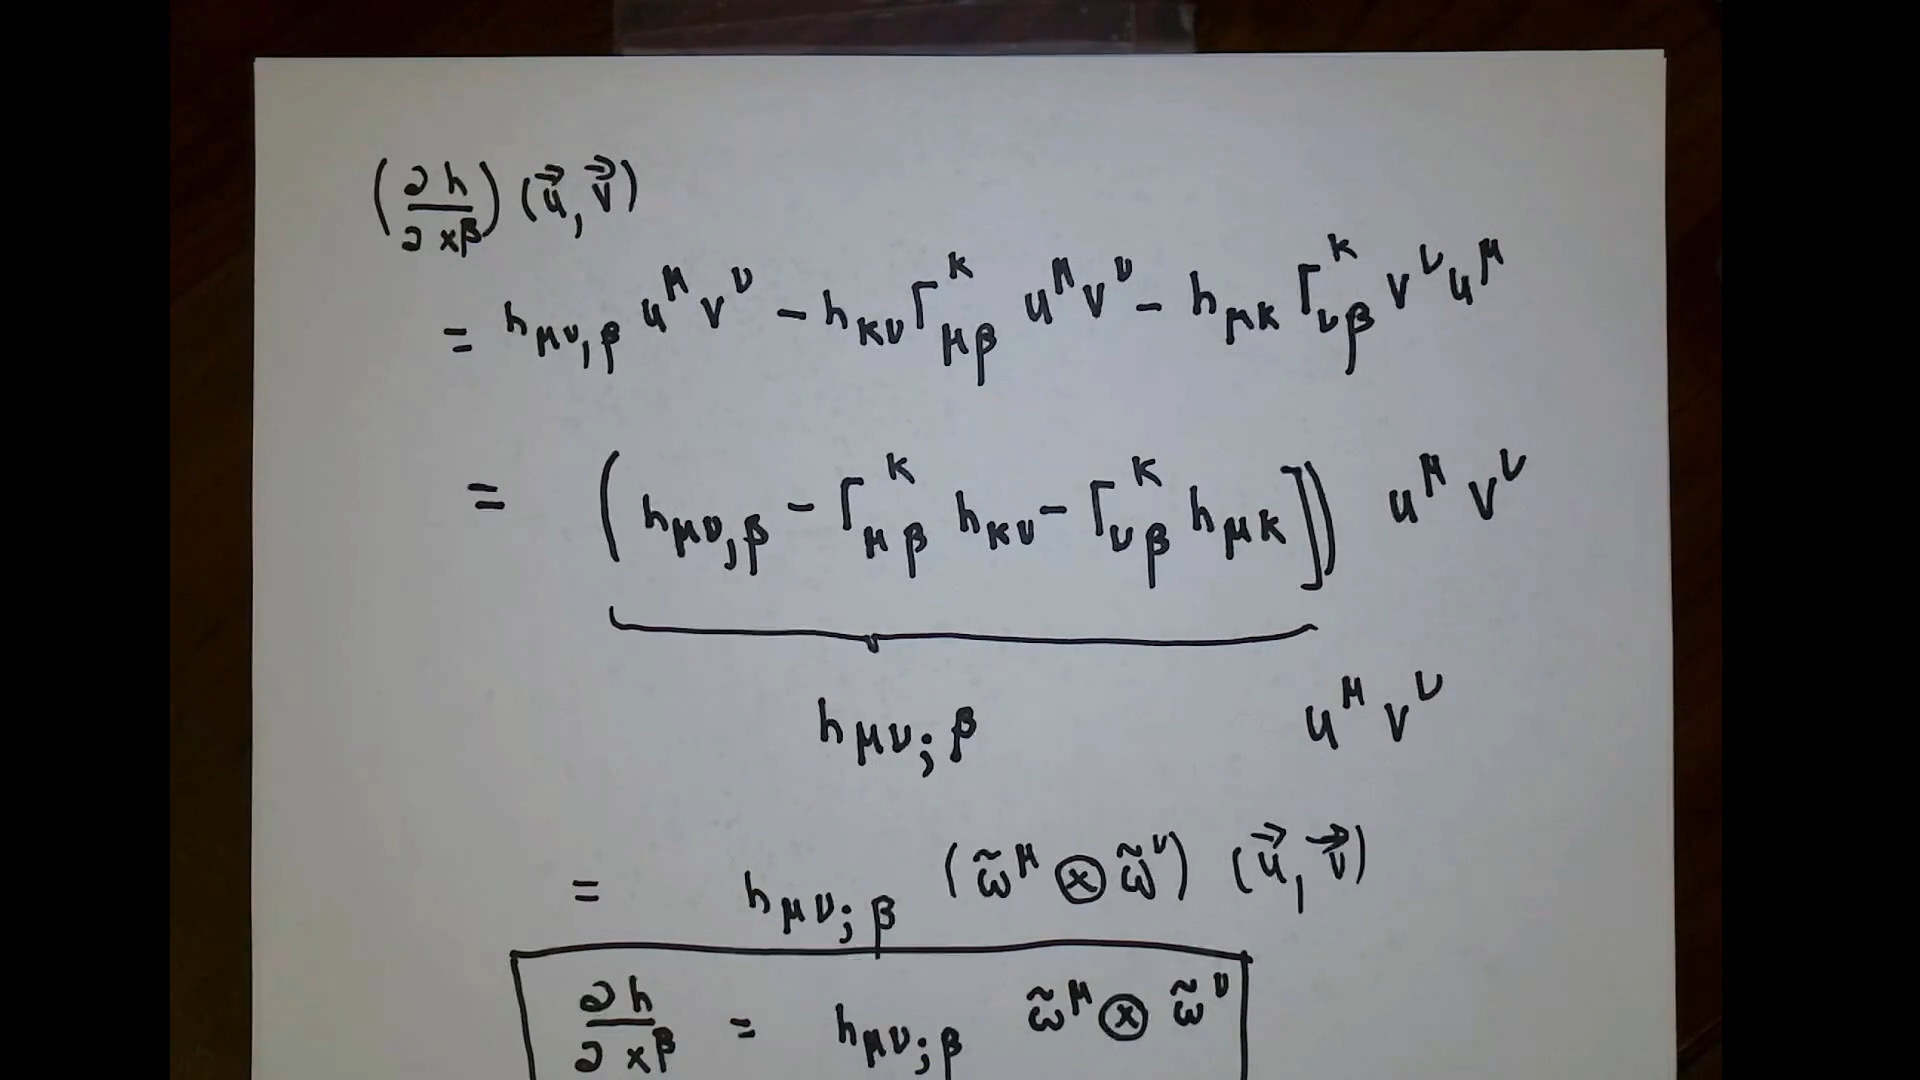 (∂h/∂x^β) (u⃗, v⃗)
= h_{μν,β} u^μ v^ν − h_{κν} Γ^κ_{μβ} u^μ v^ν − h_{μκ} Γ^κ_{νβ} v^ν u^μ
= (h_{μν,β} − Γ^κ_{μβ} h_{κν} − Γ^κ_{νβ} h_{μκ}]) u^μ v^ν
h_{μν;β} u^μ v^ν
= h_{μν;β} (ω̃^μ ⊗ ω̃^ν) (u⃗, v⃗)
∂h/∂x^β = h_{μν;β} ω̃^μ ⊗ ω̃^ν